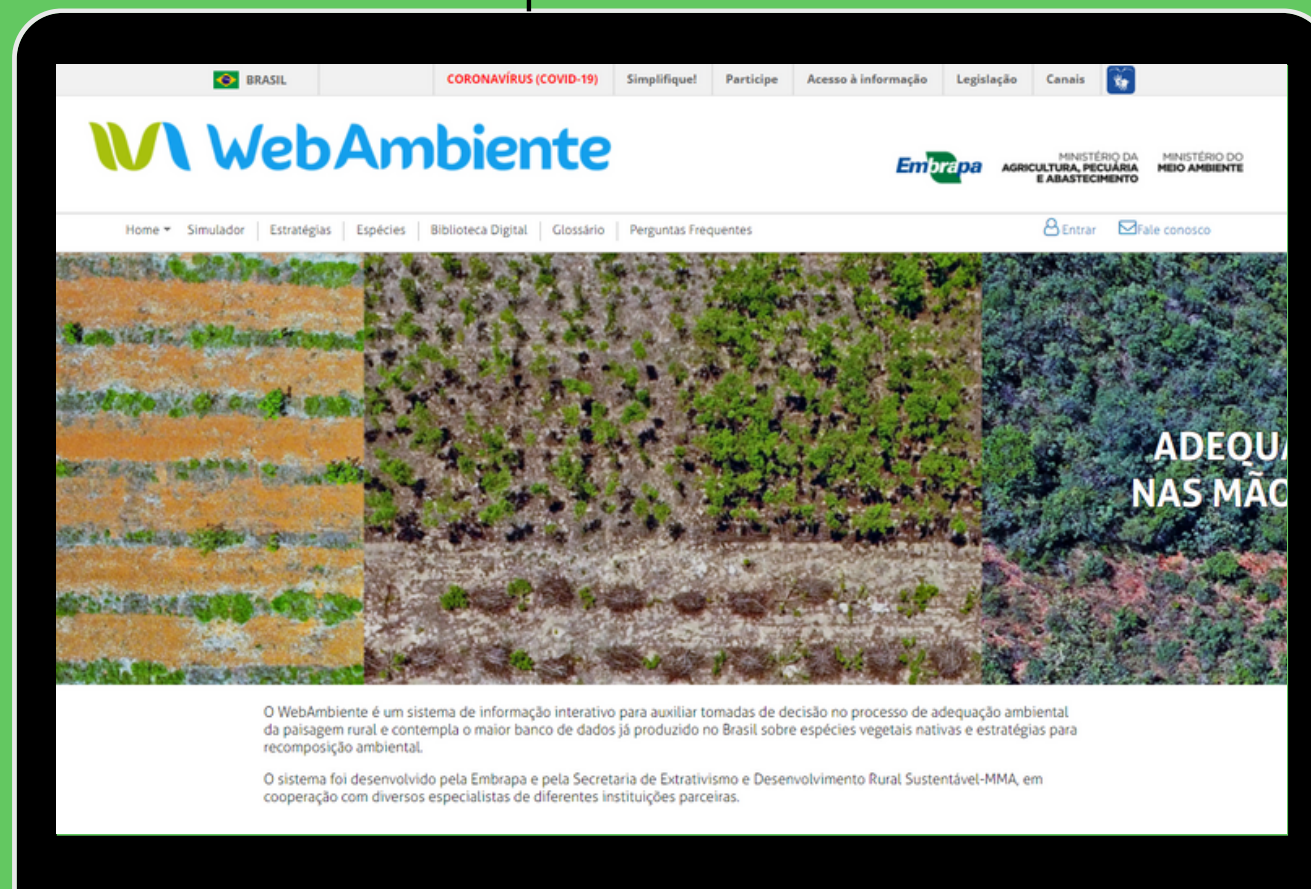 BRASIL CORONAVÍRUS (COVID-19) Simplifique! Participe Acesso à informação Legislação Canais
WebAmbiente
Embrapa
MINISTÉRIO DA
AGRICULTURA, PECUÁRIA
E ABASTECIMENTO
MINISTÉRIO DO
MEIO AMBIENTE
Home Simulador Estratégias Espécies Biblioteca Digital Glossário Perguntas Frequentes Entrar Fale conosco
ADEQUA
NAS MÃO
O WebAmbiente é um sistema de informação interativo para auxiliar tomadas de decisão no processo de adequação ambiental
da paisagem rural e contempla o maior banco de dados já produzido no Brasil sobre espécies vegetais nativas e estratégias para
recomposição ambiental.
O sistema foi desenvolvido pela Embrapa e pela Secretaria de Extrativismo e Desenvolvimento Rural Sustentável-MMA, em
cooperação com diversos especialistas de diferentes instituições parceiras.